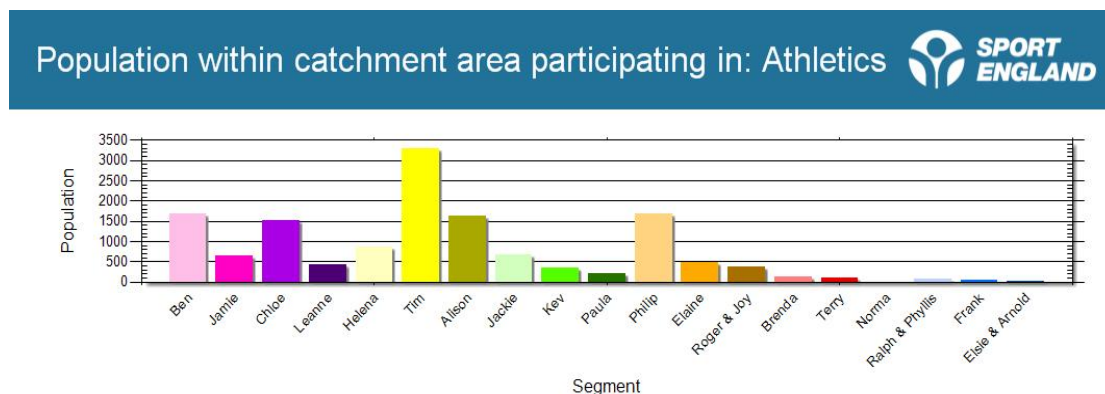 Population within catchment area participating in: Athletics
SPORT
ENGLAND
3500
3000
2500
2000
1500
1000
500
0
Population
Ben
Jamie
Chloe
Leanne
Helena
Tim
Alison
Jackie
Kev
Paula
Philip
Elaine
Roger & Joy
Brenda
Terry
Norma
Ralph & Phyllis
Frank
Elsie & Arnold
Segment